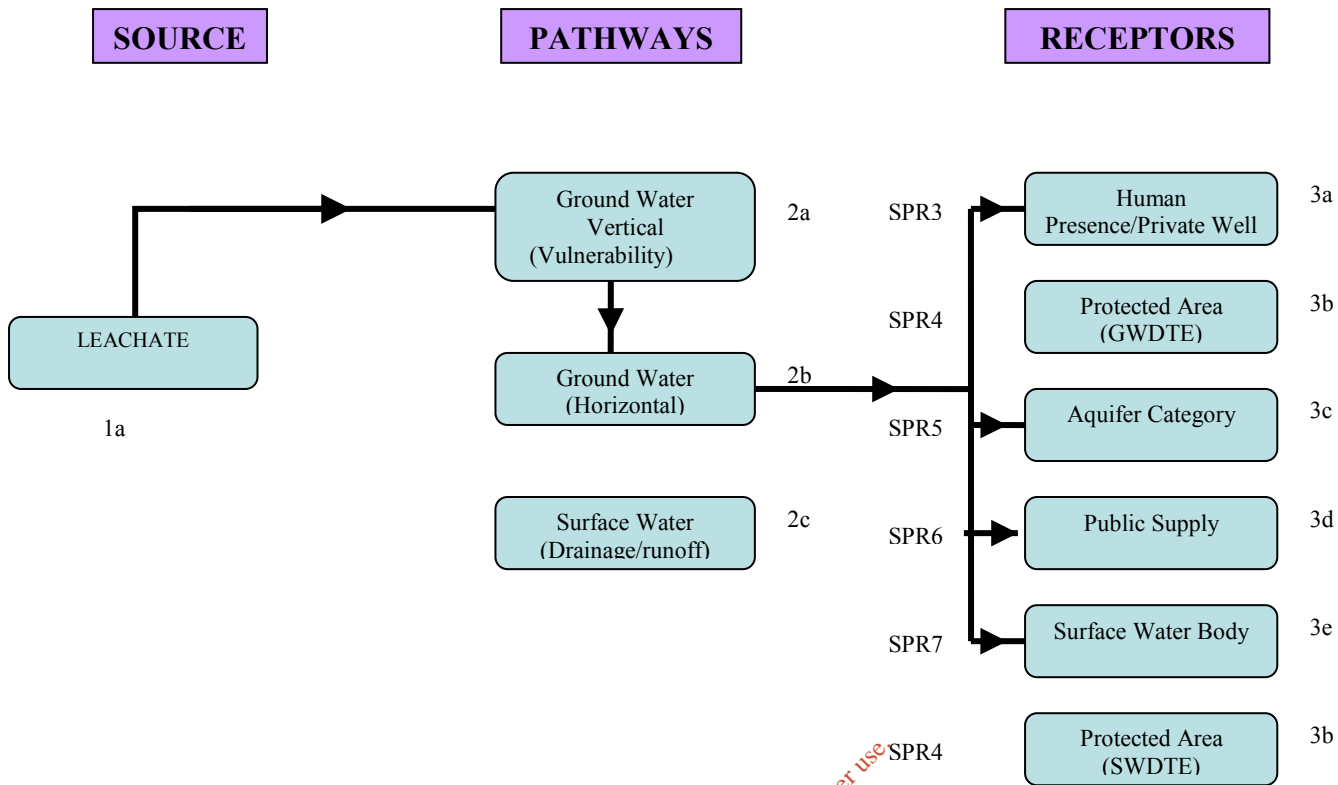 SOURCE
PATHWAYS
RECEPTORS
Ground Water
Vertical
(Vulnerability)
2a
SPR3
Human
Presence/Private Well
3a
LEACHATE
1a
SPR4
Protected Area
(GWDTE)
3b
Ground Water
(Horizontal)
2b
SPR5
Aquifer Category
3c
Surface Water
(Drainage/runoff)
2c
SPR6
Public Supply
3d
SPR7
Surface Water Body
3e
SPR4
Protected Area
(SWDTE)
3b
er use.